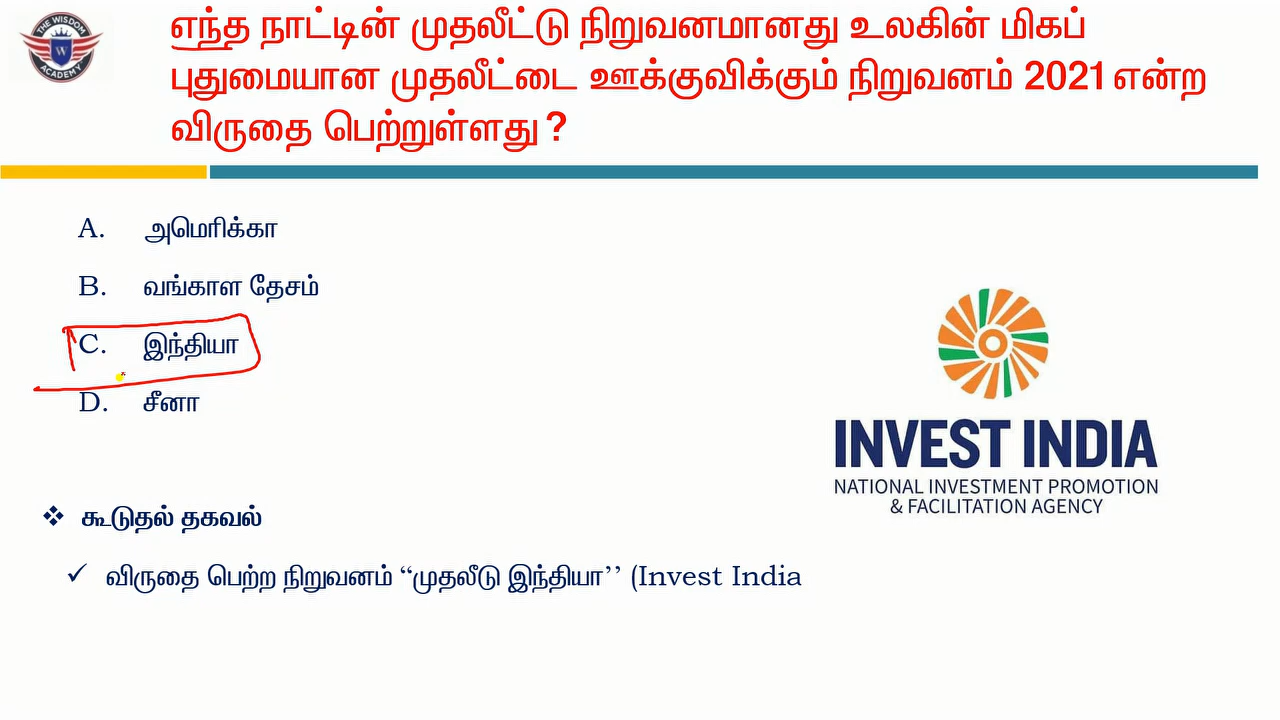 THE WISDOM
W
ACADEMY
எந்த நாட்டின் முதலீட்டு நிறுவனமானது உலகின் மிகப்
புதுமையான முதலீட்டை ஊக்குவிக்கும் நிறுவனம் 2021 என்ற
விருதை பெற்றுள்ளது ?
A. அமெரிக்கா
B. வங்காள தேசம்
C. இந்தியா
D. சீனா
INVEST INDIA
NATIONAL INVESTMENT PROMOTION
& FACILITATION AGENCY
❖ கூடுதல் தகவல்
✓ விருதை பெற்ற நிறுவனம் “முதலீடு இந்தியா’’ (Invest India